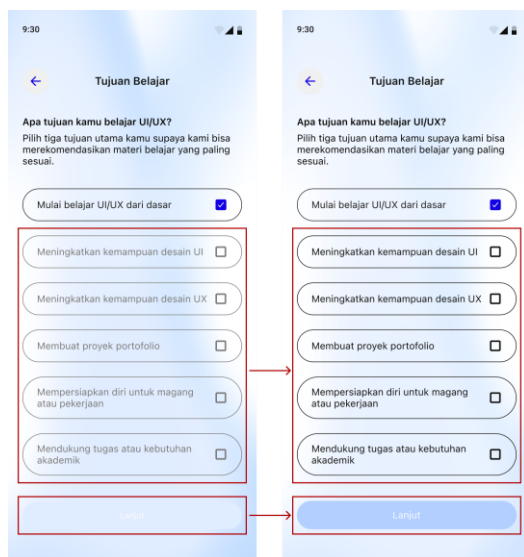 9:30
Tujuan Belajar
Apa tujuan kamu belajar UI/UX?
Pilih tiga tujuan utama kamu supaya kami bisa
merekomendasikan materi belajar yang paling
sesuai.
Mulai belajar UI/UX dari dasar
Meningkatkan kemampuan desain UI
Meningkatkan kemampuan desain UX
Membuat proyek portofolio
Mempersiapkan diri untuk magang
atau pekerjaan
Mendukung tugas atau kebutuhan
akademik
Lanjut
9:30
Tujuan Belajar
Apa tujuan kamu belajar UI/UX?
Pilih tiga tujuan utama kamu supaya kami bisa
merekomendasikan materi belajar yang paling
sesuai.
Mulai belajar UI/UX dari dasar
Meningkatkan kemampuan desain UI
Meningkatkan kemampuan desain UX
Membuat proyek portofolio
Mempersiapkan diri untuk magang
atau pekerjaan
Mendukung tugas atau kebutuhan
akademik
Lanjut